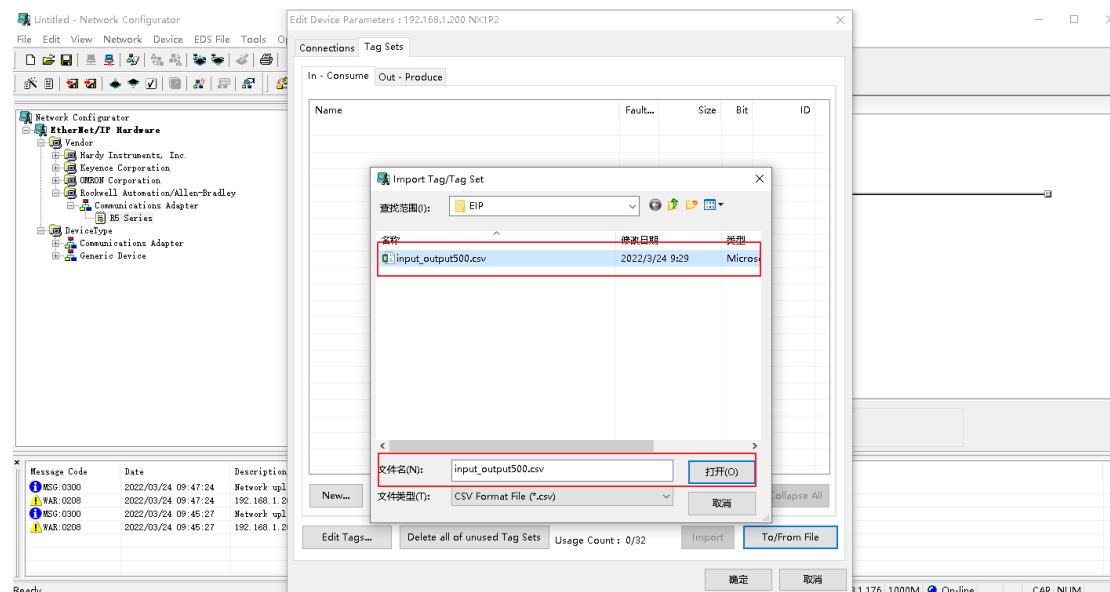 Untitled - Network Configurator
File Edit View Network Device EDS File Tools
Edit Device Parameters : 192.168.1.200 NX1P2
Connections Tag Sets
In - Consume Out - Produce
Name Fault... Size Bit ID
Network Configurator
EtherNet/IP Hardware
Vendor
Hardy Instruments, Inc.
Keyence Corporation
OMRON Corporation
Rockwell Automation/Allen-Bradley
Communications Adapter
R5 Series
DeviceType
Communications Adapter
Generic Device
Import Tag/Tag Set
查找范围(I): EIP
名称 修改日期 类型
input_output500.csv 2022/3/24 9:29 Micros
文件名(N): input_output500.csv 打开(O)
文件类型(T): CSV Format File (*.csv) 取消
New... Collapse All
Edit Tags... Delete all of unused Tag Sets Usage Count : 0/32 Import To/From File
确定 取消
Message Code Date Description
MSG:0300 2022/03/24 09:47:24 Network upl
WAR:0208 2022/03/24 09:47:24 192.168.1.2
MSG:0300 2022/03/24 09:45:27 Network upl
WAR:0208 2022/03/24 09:45:27 192.168.1.2
Ready 1.176 1000M On-line CAP NUM